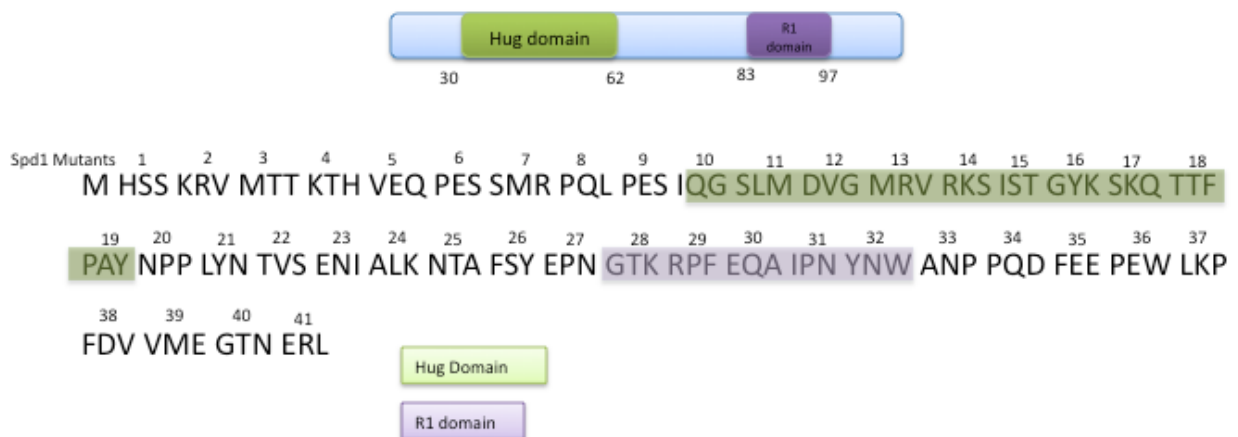 Hug domain
R1
domain
30 62 83 97
Spd1 Mutants 1 2 3 4 5 6 7 8 9 10 11 12 13 14 15 16 17 18
M HSS KRV MTT KTH VEQ PES SMR PQL PES IQG SLM DVG MRV RKS IST GYK SKQ TTF
19 20 21 22 23 24 25 26 27 28 29 30 31 32 33 34 35 36 37
PAY NPP LYN TVS ENI ALK NTA FSY EPN GTK RPF EQA IPN YNW ANP PQD FEE PEW LKP
38 39 40 41
FDV VME GTN ERL
Hug Domain
R1 domain